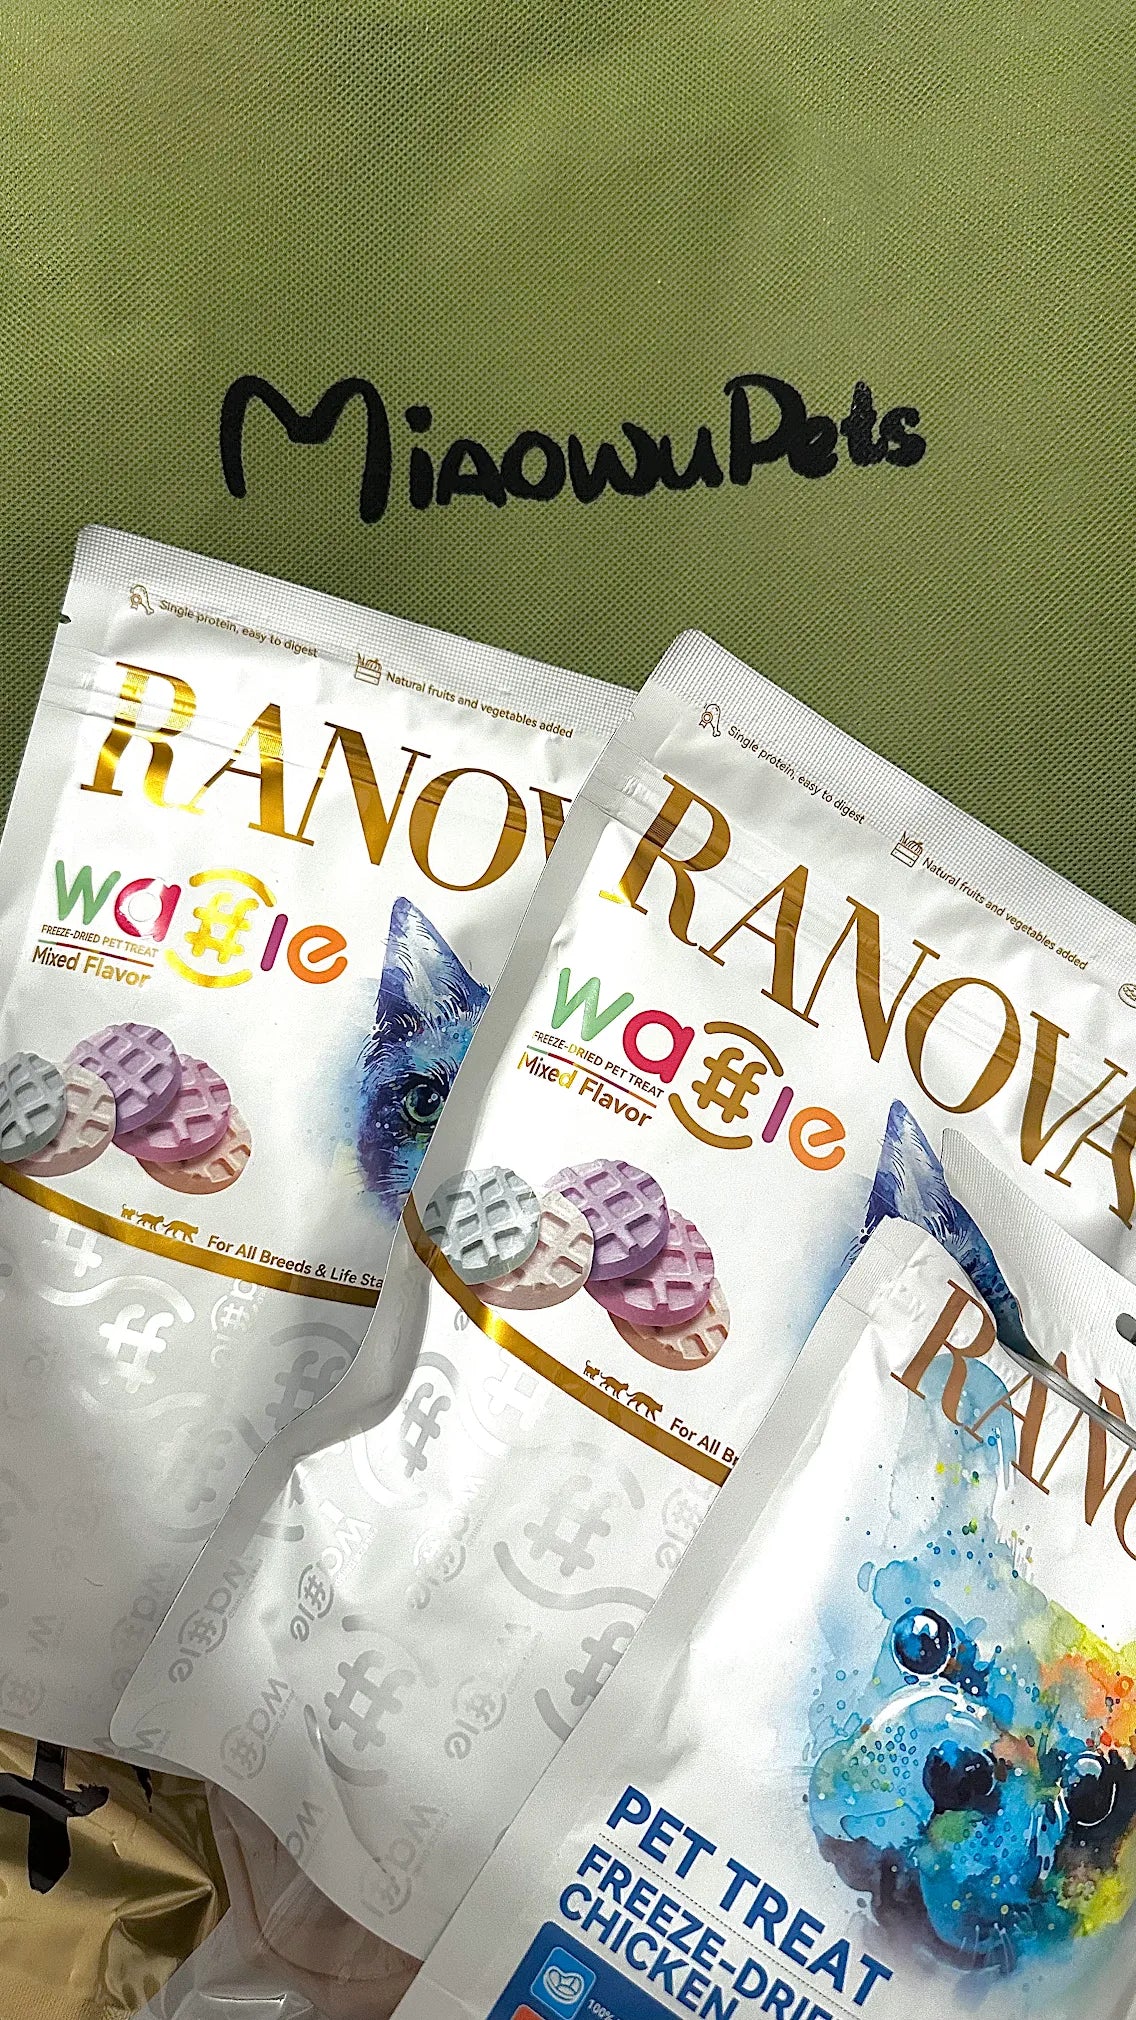 MiaowuPets
Single protein, easy to digest
Natural fruits and vegetables added
RANOV
waffle
FREEZE-DRIED PET TREAT
Mixed Flavor
For All Breeds & Life Sta
Single protein, easy to digest
Natural fruits and vegetables added
RANOVA
waffle
FREEZE-DRIED PET TREAT
Mixed Flavor
For All Br
RANO
PET TREAT
FREEZE-DRIE
CHICKEN
100%